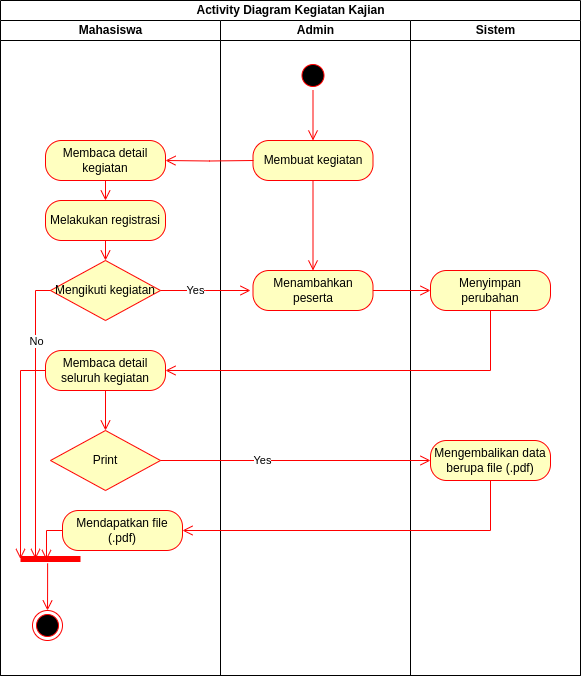 Activity Diagram Kegiatan Kajian
Mahasiswa
Admin
Sistem
Membaca detail
kegiatan
Membuat kegiatan
Melakukan registrasi
Mengikuti kegiatan
Yes
Menambahkan
peserta
Menyimpan
perubahan
No
Membaca detail
seluruh kegiatan
Print
Yes
Mengembalikan data
berupa file (.pdf)
Mendapatkan file
(.pdf)